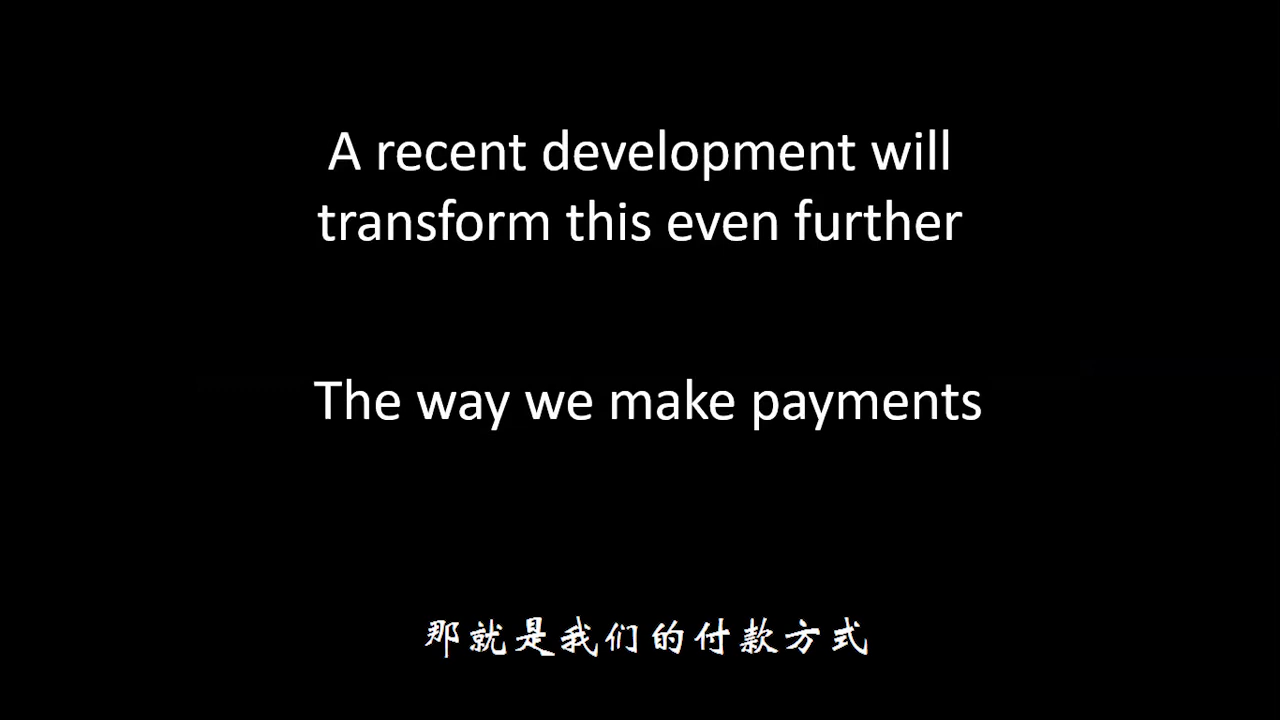 A recent development will
transform this even further
The way we make payments
那就是我们的付款方式